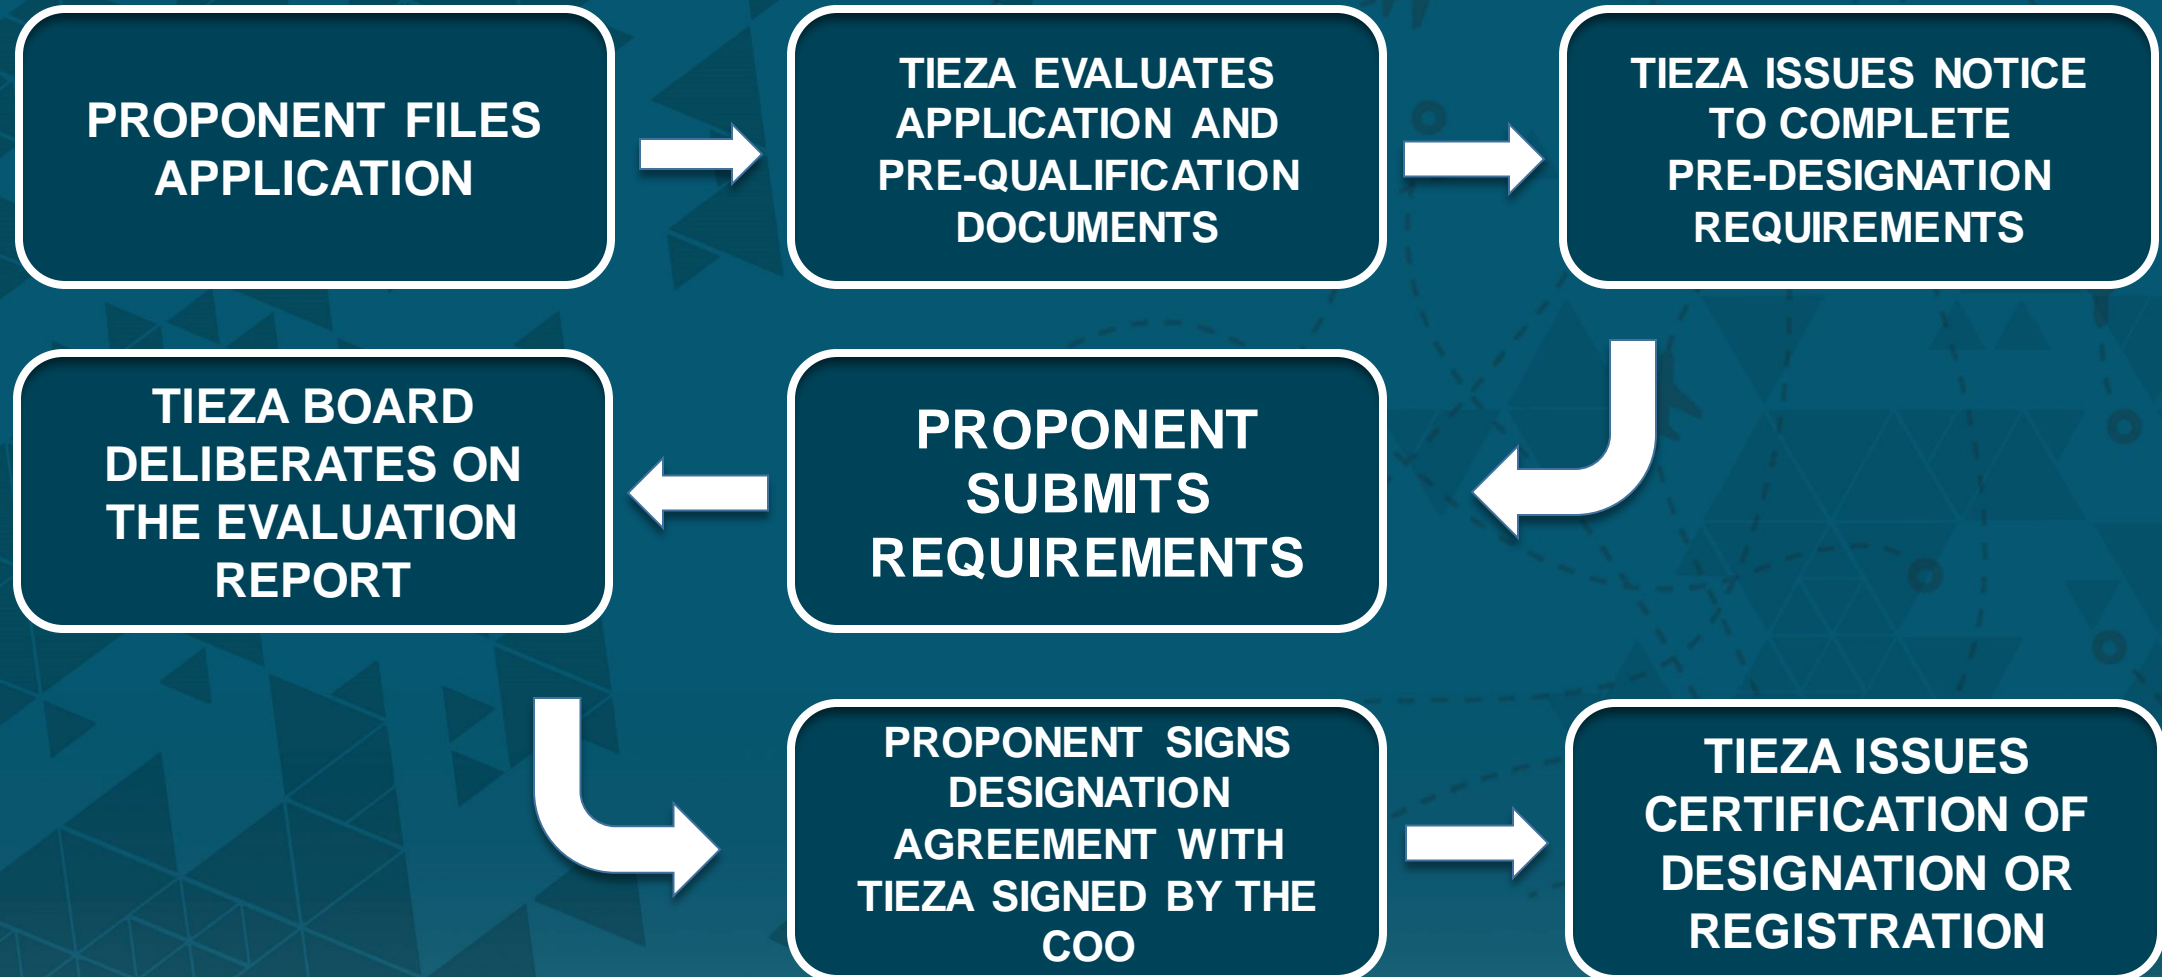 PROPONENT FILES
APPLICATION
TIEZA EVALUATES
APPLICATION AND
PRE-QUALIFICATION
DOCUMENTS
TIEZA ISSUES NOTICE
TO COMPLETE
PRE-DESIGNATION
REQUIREMENTS
PROPONENT
SUBMITS
REQUIREMENTS
TIEZA BOARD
DELIBERATES ON
THE EVALUATION
REPORT
PROPONENT SIGNS
DESIGNATION
AGREEMENT WITH
TIEZA SIGNED BY THE
COO
TIEZA ISSUES
CERTIFICATION OF
DESIGNATION OR
REGISTRATION